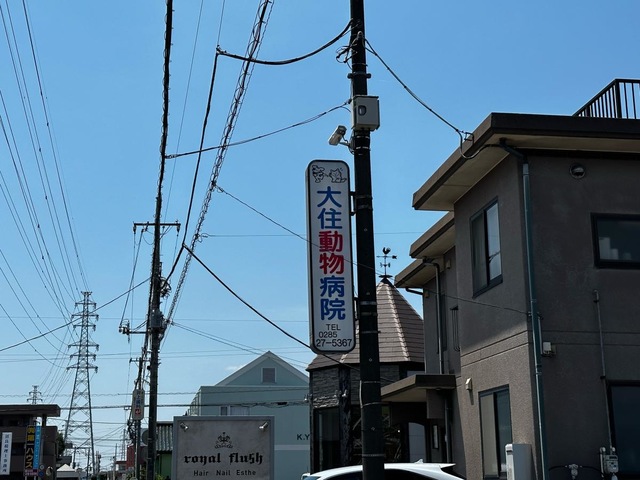 大住動物病院
TEL
0285
27-5367
royal flush
Hair Nail Esthe
K.Y